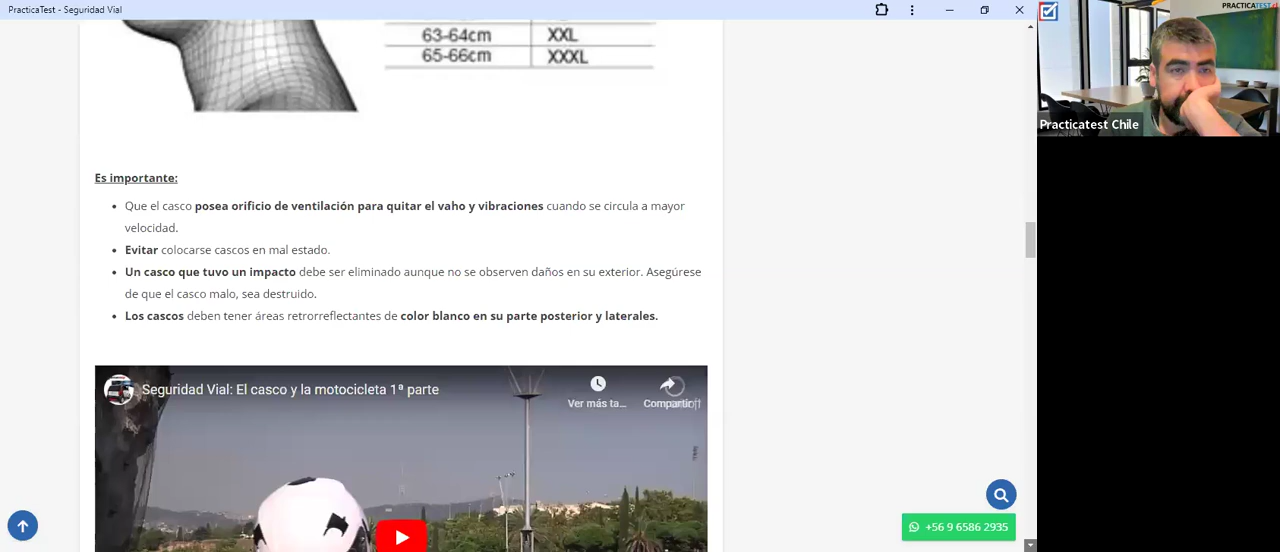 PracticaTest - Seguridad Vial
PRACTICATEST.cl
63-64cm XXL
65-66cm XXXL
Practicatest Chile
Es importante:
• Que el casco posea orificio de ventilación para quitar el vaho y vibraciones cuando se circula a mayor
velocidad.
• Evitar colocarse cascos en mal estado.
• Un casco que tuvo un impacto debe ser eliminado aunque no se observen daños en su exterior. Asegúrese
de que el casco malo, sea destruido.
• Los cascos deben tener áreas retrorreflectantes de color blanco en su parte posterior y laterales.
Seguridad Vial: El casco y la motocicleta 1ª parte
Ver más ta... Compartir
+56 9 6586 2935